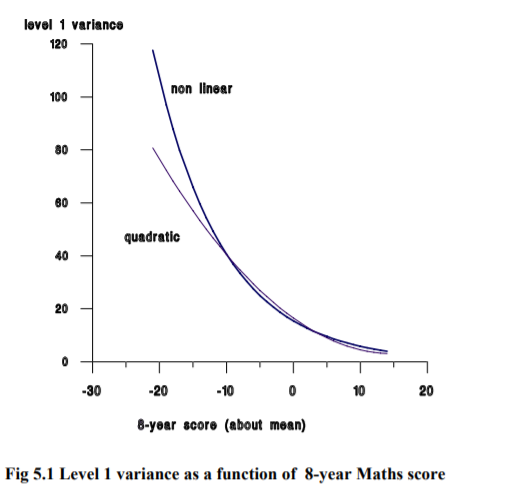 level 1 variance
120
non linear
100
80
60
quadratic
40
20
0
-30 -20 -10 0 10 20
8-year score (about mean)
Fig 5.1 Level 1 variance as a function of 8-year Maths score